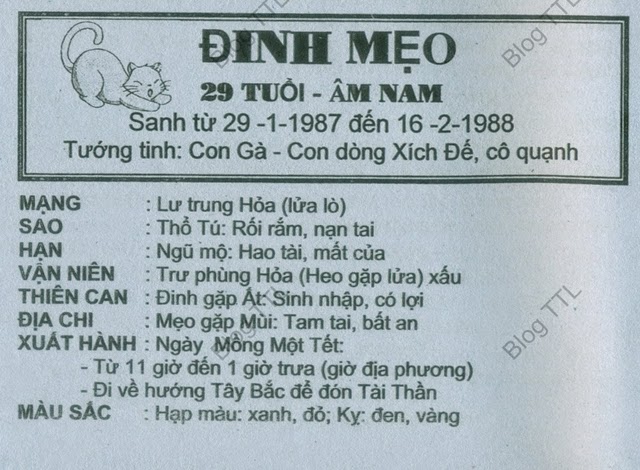 ĐINH MẸO
29 TUỔI - ÂM NAM
Sanh từ 29 -1-1987 đến 16 -2-1988
Tướng tinh: Con Gà - Con dòng Xích Đế, cô quạnh
MẠNG : Lư trung Hỏa (lửa lò)
SAO : Thổ Tú: Rối rắm, nạn tai
HẠN : Ngũ mộ: Hao tài, mất của
VẬN NIÊN : Trư phùng Hỏa (Heo gặp lửa) xấu
THIÊN CAN : Đinh gặp Ất: Sinh nhập, có lợi
ĐỊA CHI : Mẹo gặp Mùi: Tam tai, bất an
XUẤT HÀNH : Ngày Mồng Một Tết:
- Từ 11 giờ đến 1 giờ trưa (giờ địa phương)
- Đi về hướng Tây Bắc để đón Tài Thần
MÀU SẮC : Hạp màu: xanh, đỏ; Kỵ: đen, vàng
Blog TTL
Blog TTL
Blog TTL
Blog TTL